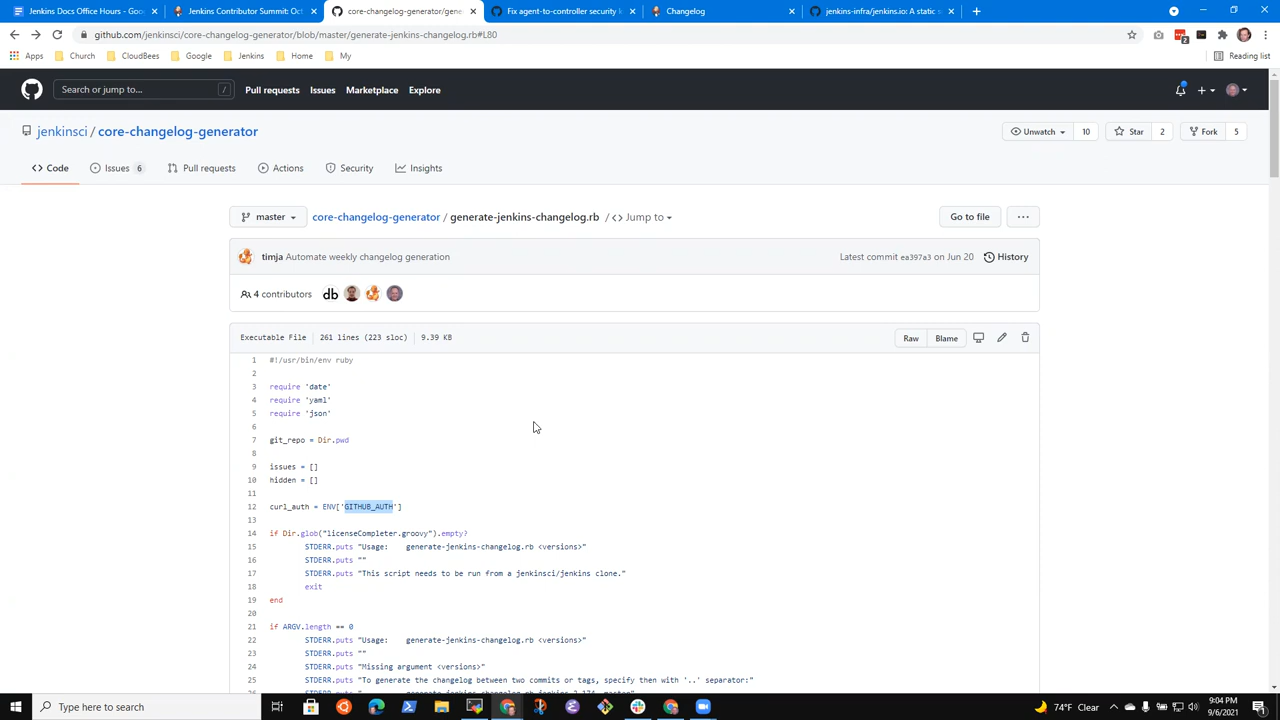 Jenkins Docs Office Hours - Goo
Jenkins Contributor Summit: Oct
core-changelog-generator/gene
Fix agent-to-controller security
Changelog
jenkins-infra/jenkins.io: A static s
github.com/jenkinsci/core-changelog-generator/blob/master/generate-jenkins-changelog.rb#L80
2
Apps
Church
CloudBees
Google
Jenkins
Home
My
Reading list
Search or jump to...
/
Pull requests
Issues
Marketplace
Explore
jenkinsci / core-changelog-generator
Unwatch
10
Star
2
Fork
5
<> Code
Issues 6
Pull requests
Actions
Security
Insights
master
core-changelog-generator / generate-jenkins-changelog.rb / <> Jump to
Go to file
...
timja Automate weekly changelog generation
Latest commit ea397a3 on Jun 20
History
4 contributors
db
Executable File
261 lines (223 sloc)
9.39 KB
Raw
Blame
1 #!/usr/bin/env ruby
2
3 require 'date'
4 require 'yaml'
5 require 'json'
6
7 git_repo = Dir.pwd
8
9 issues = []
10 hidden = []
11
12 curl_auth = ENV['GITHUB_AUTH']
13
14 if Dir.glob("licenseCompleter.groovy").empty?
15 STDERR.puts "Usage: generate-jenkins-changelog.rb <versions>"
16 STDERR.puts ""
17 STDERR.puts "This script needs to be run from a jenkinsci/jenkins clone."
18 exit
19 end
20
21 if ARGV.length == 0
22 STDERR.puts "Usage: generate-jenkins-changelog.rb <versions>"
23 STDERR.puts ""
24 STDERR.puts "Missing argument <versions>"
25 STDERR.puts "To generate the changelog between two commits or tags, specify then with '..' separator:"
Type here to search
74°F Clear
9:04 PM
9/6/2021
1